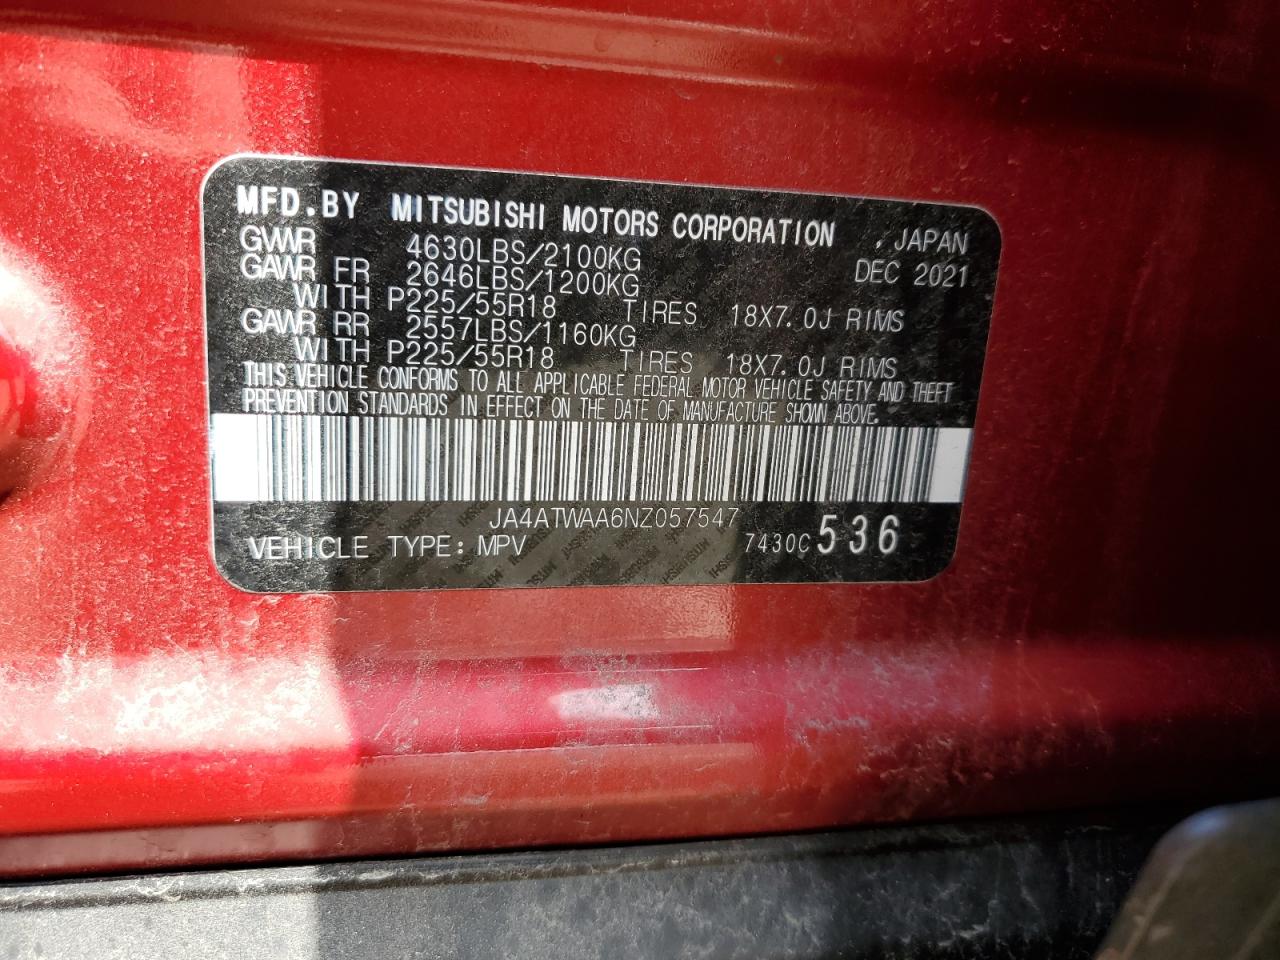 MFD.BY MITSUBISHI MOTORS CORPORATION , JAPAN
GVWR 4630LBS/2100KG DEC 2021
GAWR FR 2646LBS/1200KG
WITH P225/55R18 TIRES 18X7.0J RIMS
GAWR RR 2557LBS/1160KG
WITH P225/55R18 TIRES 18X7.0J RIMS
THIS VEHICLE CONFORMS TO ALL APPLICABLE FEDERAL MOTOR VEHICLE SAFETY AND THEFT
PREVENTION STANDARDS IN EFFECT ON THE DATE OF MANUFACTURE SHOWN ABOVE.
JA4ATWAA6NZ057547
VEHICLE TYPE: MPV 7430C 536